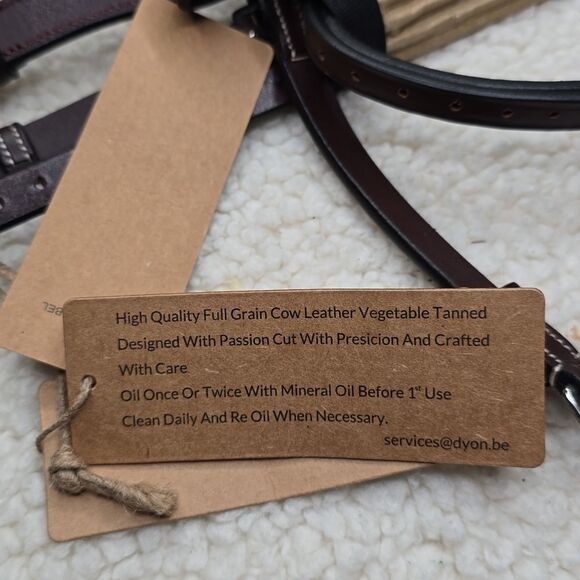 High Quality Full Grain Cow Leather Vegetable Tanned
Designed With Passion Cut With Presicion And Crafted
With Care
Oil Once Or Twice With Mineral Oil Before 1st Use
Clean Daily And Re Oil When Necessary.
services@dyon.be